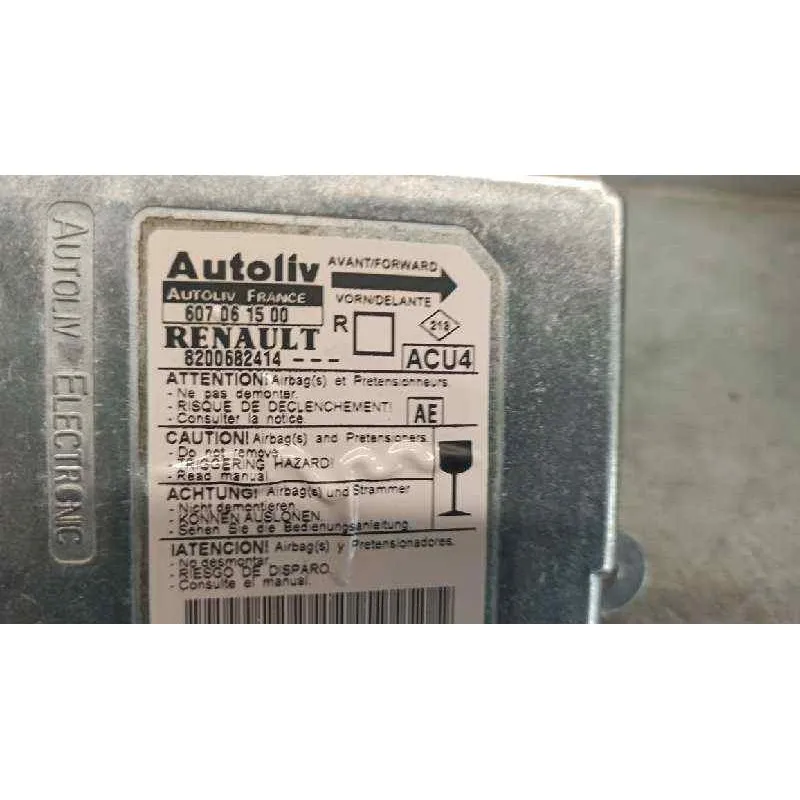 AUTOLIV ELECTRONIC
Autoliv
AUTOLIV FRANCE
607 06 15 00
RENAULT
8200682414 ---
AVANT/FORWARD
VORN/DELANTE
R
213
ACU4
AE
ATTENTION! Airbag(s) et Pretensionneurs.
- Ne pas demonter.
- RISQUE DE DECLENCHEMENT!
- Consulter la notice.
CAUTION! Airbag(s) and Pretensioners.
- Do not remove
- TRIGGERING HAZARD!
- Read manual
ACHTUNG! Airbag(s) und Strammer
- Nicht demontieren.
- KONNEN AUSLONEN.
- Sehen Sie die Bedienungsanleitung.
!ATENCION! Airbag(s) y Pretensionadores.
- No desmontar
- RIESGO DE DISPARO.
- Consulte el manual.